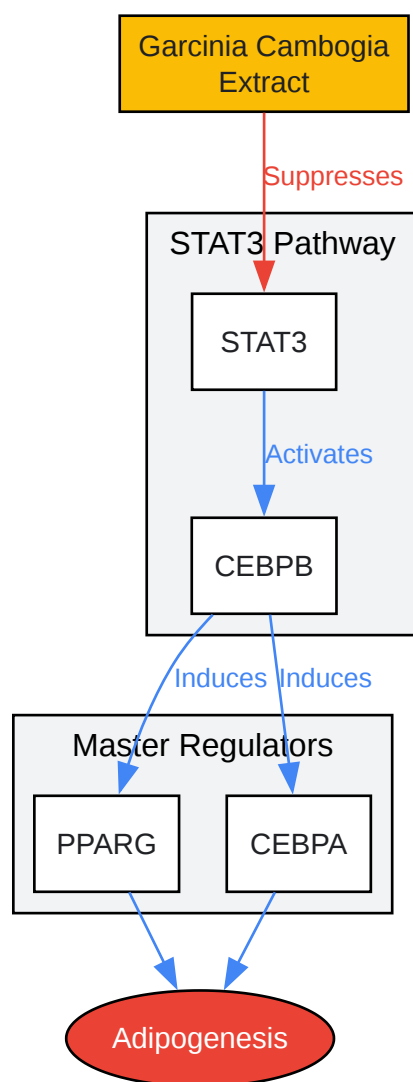 Garcinia Cambogia
Extract
Suppresses
STAT3 Pathway
STAT3
Activates
CEBPB
Induces
Induces
Master Regulators
PPARG
CEBPA
Adipogenesis